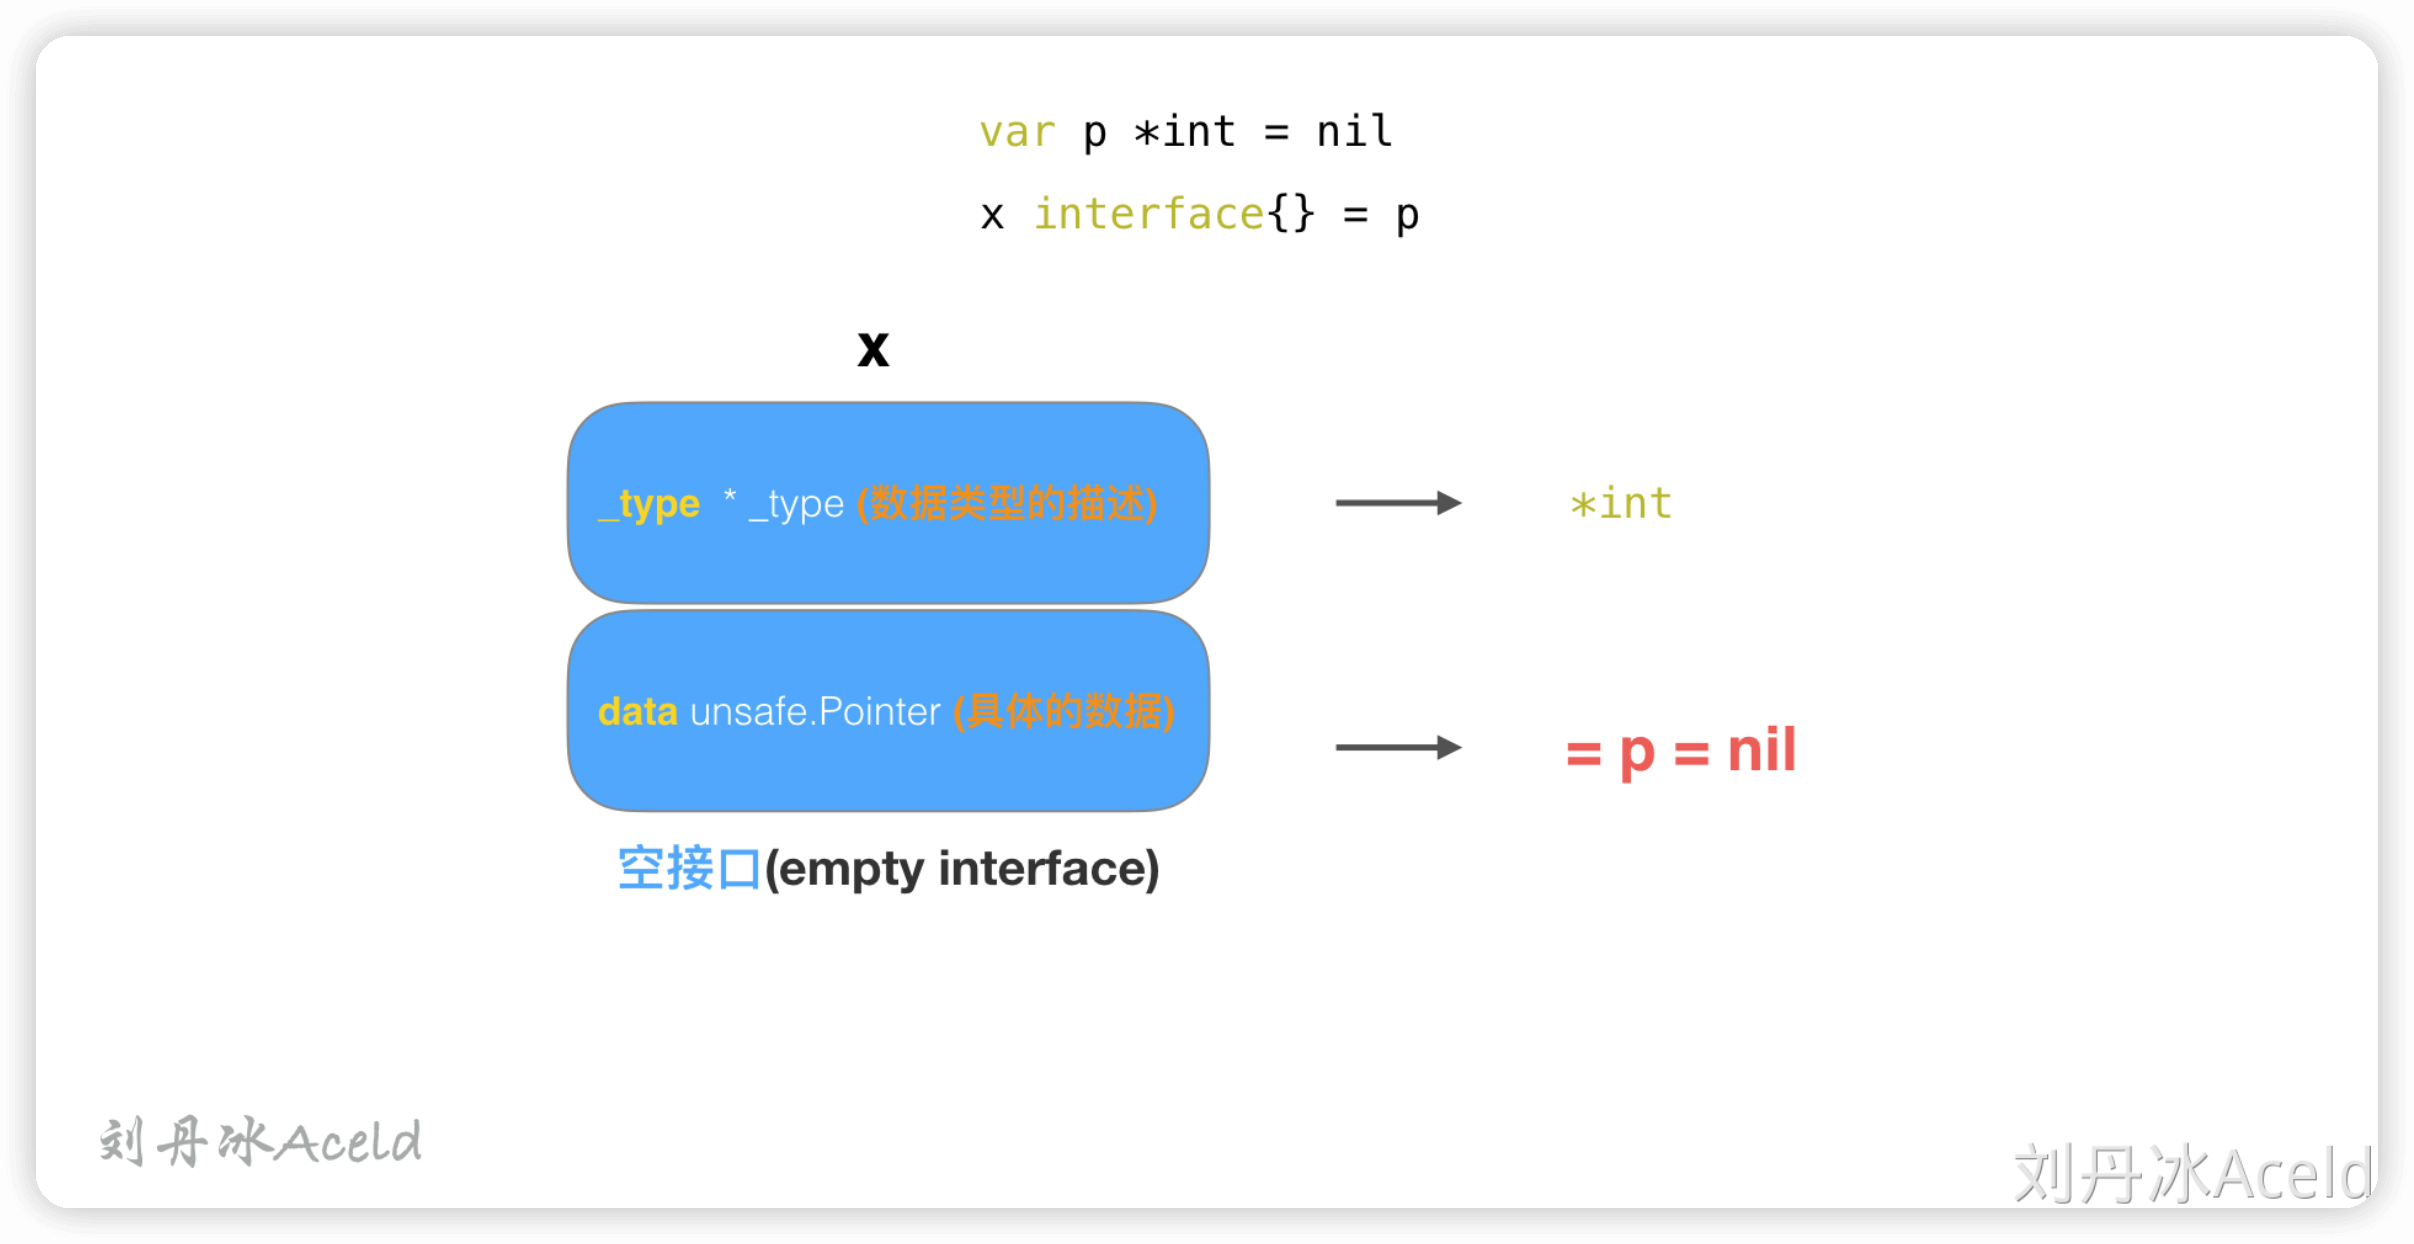 var p *int = nil
x interface{} = p
x
_type * _type (数据类型的描述)
*int
data unsafe.Pointer (具体的数据)
= p = nil
空接口(empty interface)
刘丹冰Aceld
刘丹冰Aceld